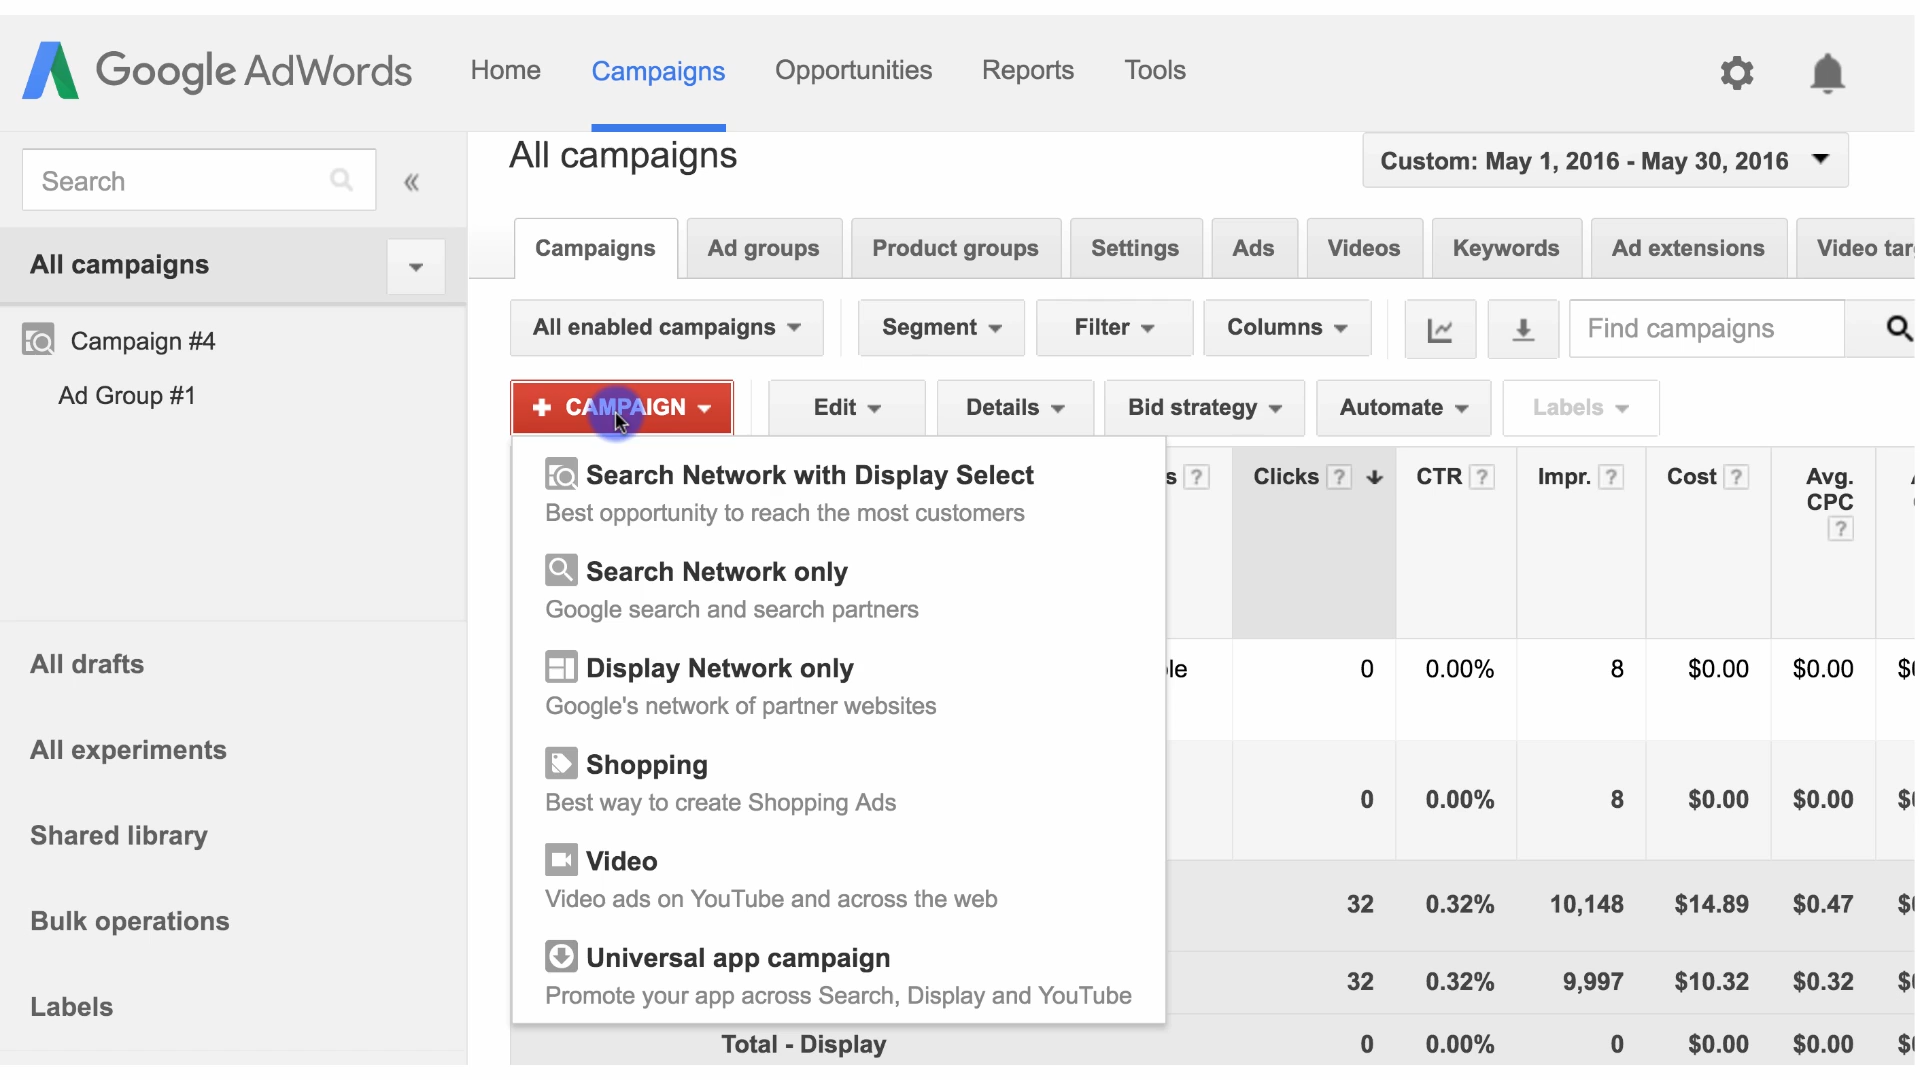 Google AdWords
Home
Campaigns
Opportunities
Reports
Tools
Search
«
All campaigns
Custom: May 1, 2016 - May 30, 2016
All campaigns
Campaign #4
Ad Group #1
All drafts
All experiments
Shared library
Bulk operations
Labels
Campaigns
Ad groups
Product groups
Settings
Ads
Videos
Keywords
Ad extensions
Video
All enabled campaigns
Segment
Filter
Columns
Find campaigns
+ CAMPAIGN
Edit
Details
Bid strategy
Automate
Labels
Search Network with Display Select
Best opportunity to reach the most customers
Search Network only
Google search and search partners
Display Network only
Google's network of partner websites
Shopping
Best way to create Shopping Ads
Video
Video ads on YouTube and across the web
Universal app campaign
Promote your app across Search, Display and YouTube
s ? Clicks ? CTR ? Impr. ? Cost ? Avg.
CPC
?
le 0 0.00% 8 $0.00 $0.00
0 0.00% 8 $0.00 $0.00
32 0.32% 10,148 $14.89 $0.47
32 0.32% 9,997 $10.32 $0.32
Total - Display 0 0.00% 0 $0.00 $0.00